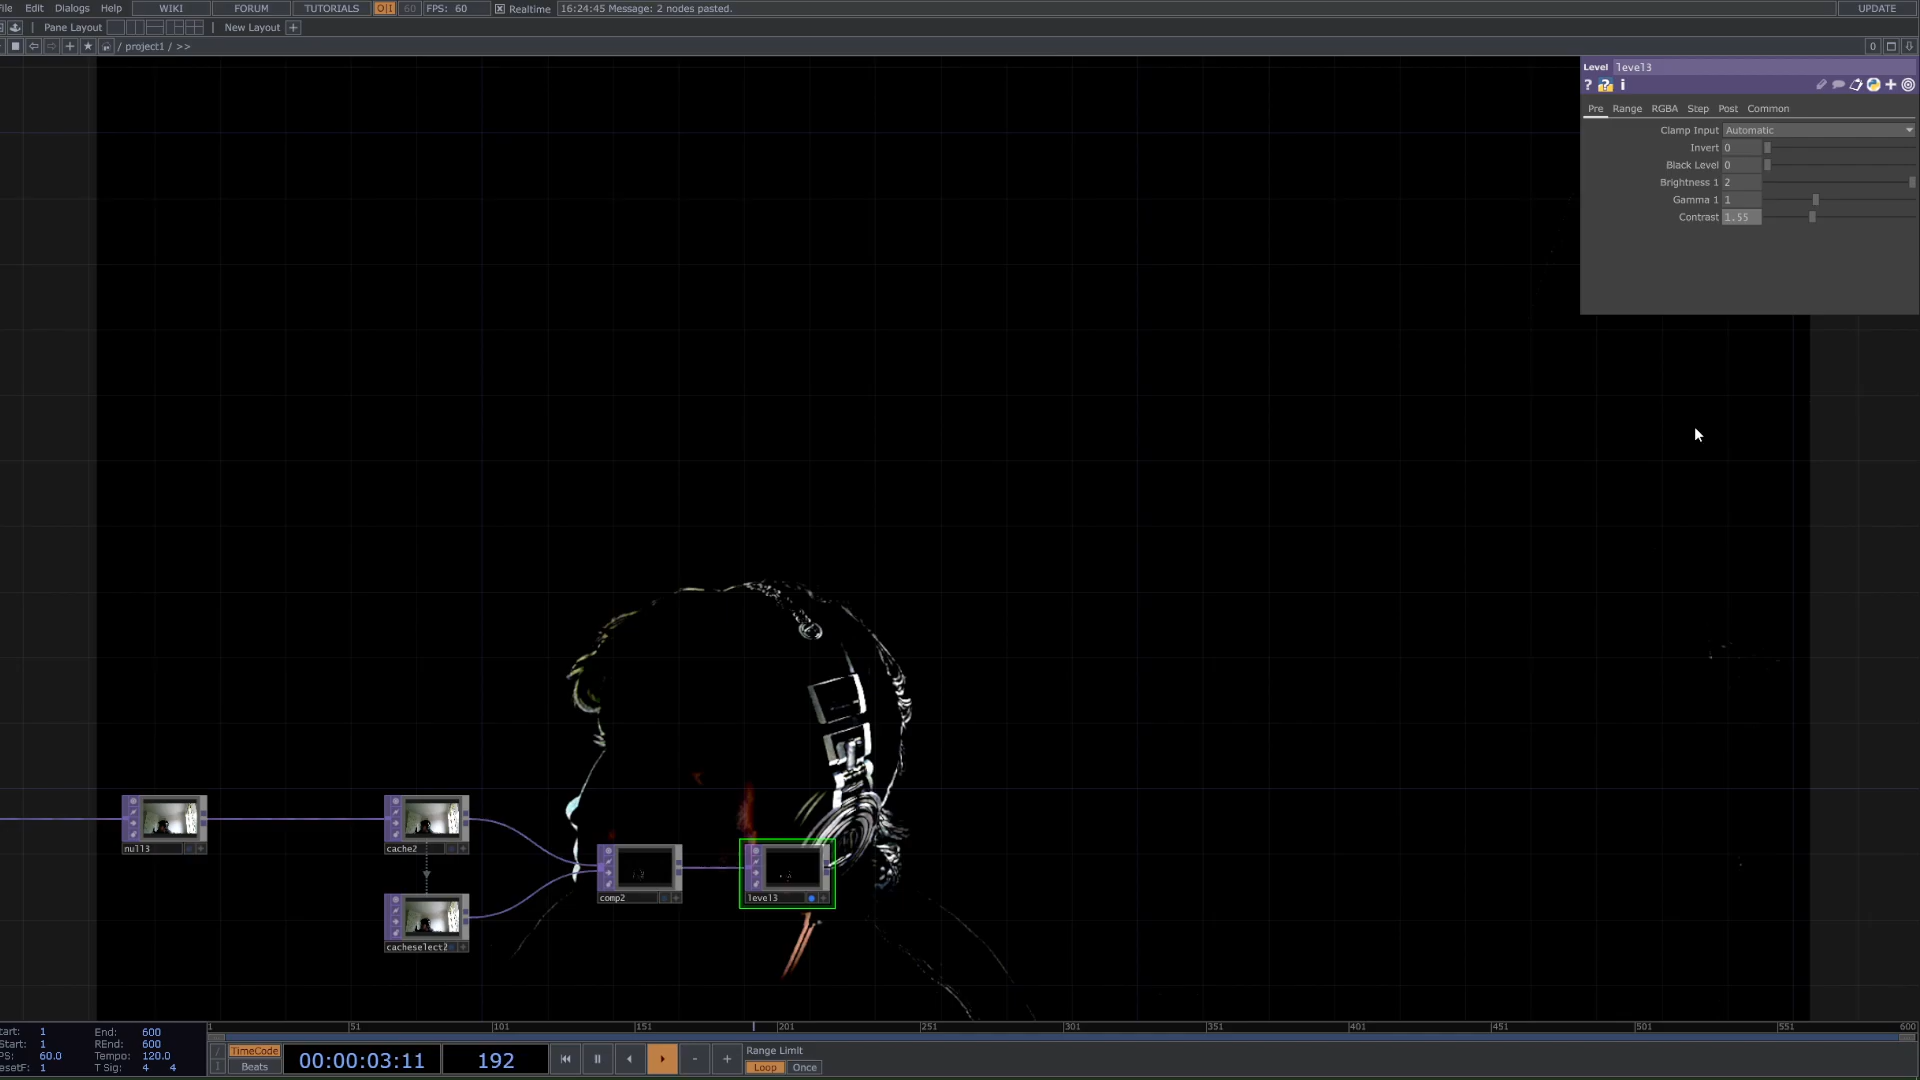 File Edit Dialogs Help WIKI FORUM TUTORIALS O|I 60 FPS: 60 Realtime 16:24:45 Message: 2 nodes pasted. UPDATE
Pane Layout New Layout +
/ project1 / >> 0
Level level3
? ? i
Pre Range RGBA Step Post Common
Clamp Input Automatic
Invert 0
Black Level 0
Brightness 1 2
Gamma 1 1
Contrast 1.55
null3
cache2
comp2
level3
cacheselect2
1 51 101 151 201 251 301 351 401 451 501 551 600
tart: 1 End: 600
Start: 1 REnd: 600
PS: 60.0 Tempo: 120.0
esetF: 1 T Sig: 4 4
TimeCode
Beats
00:00:03:11
192
- +
Range Limit
Loop Once